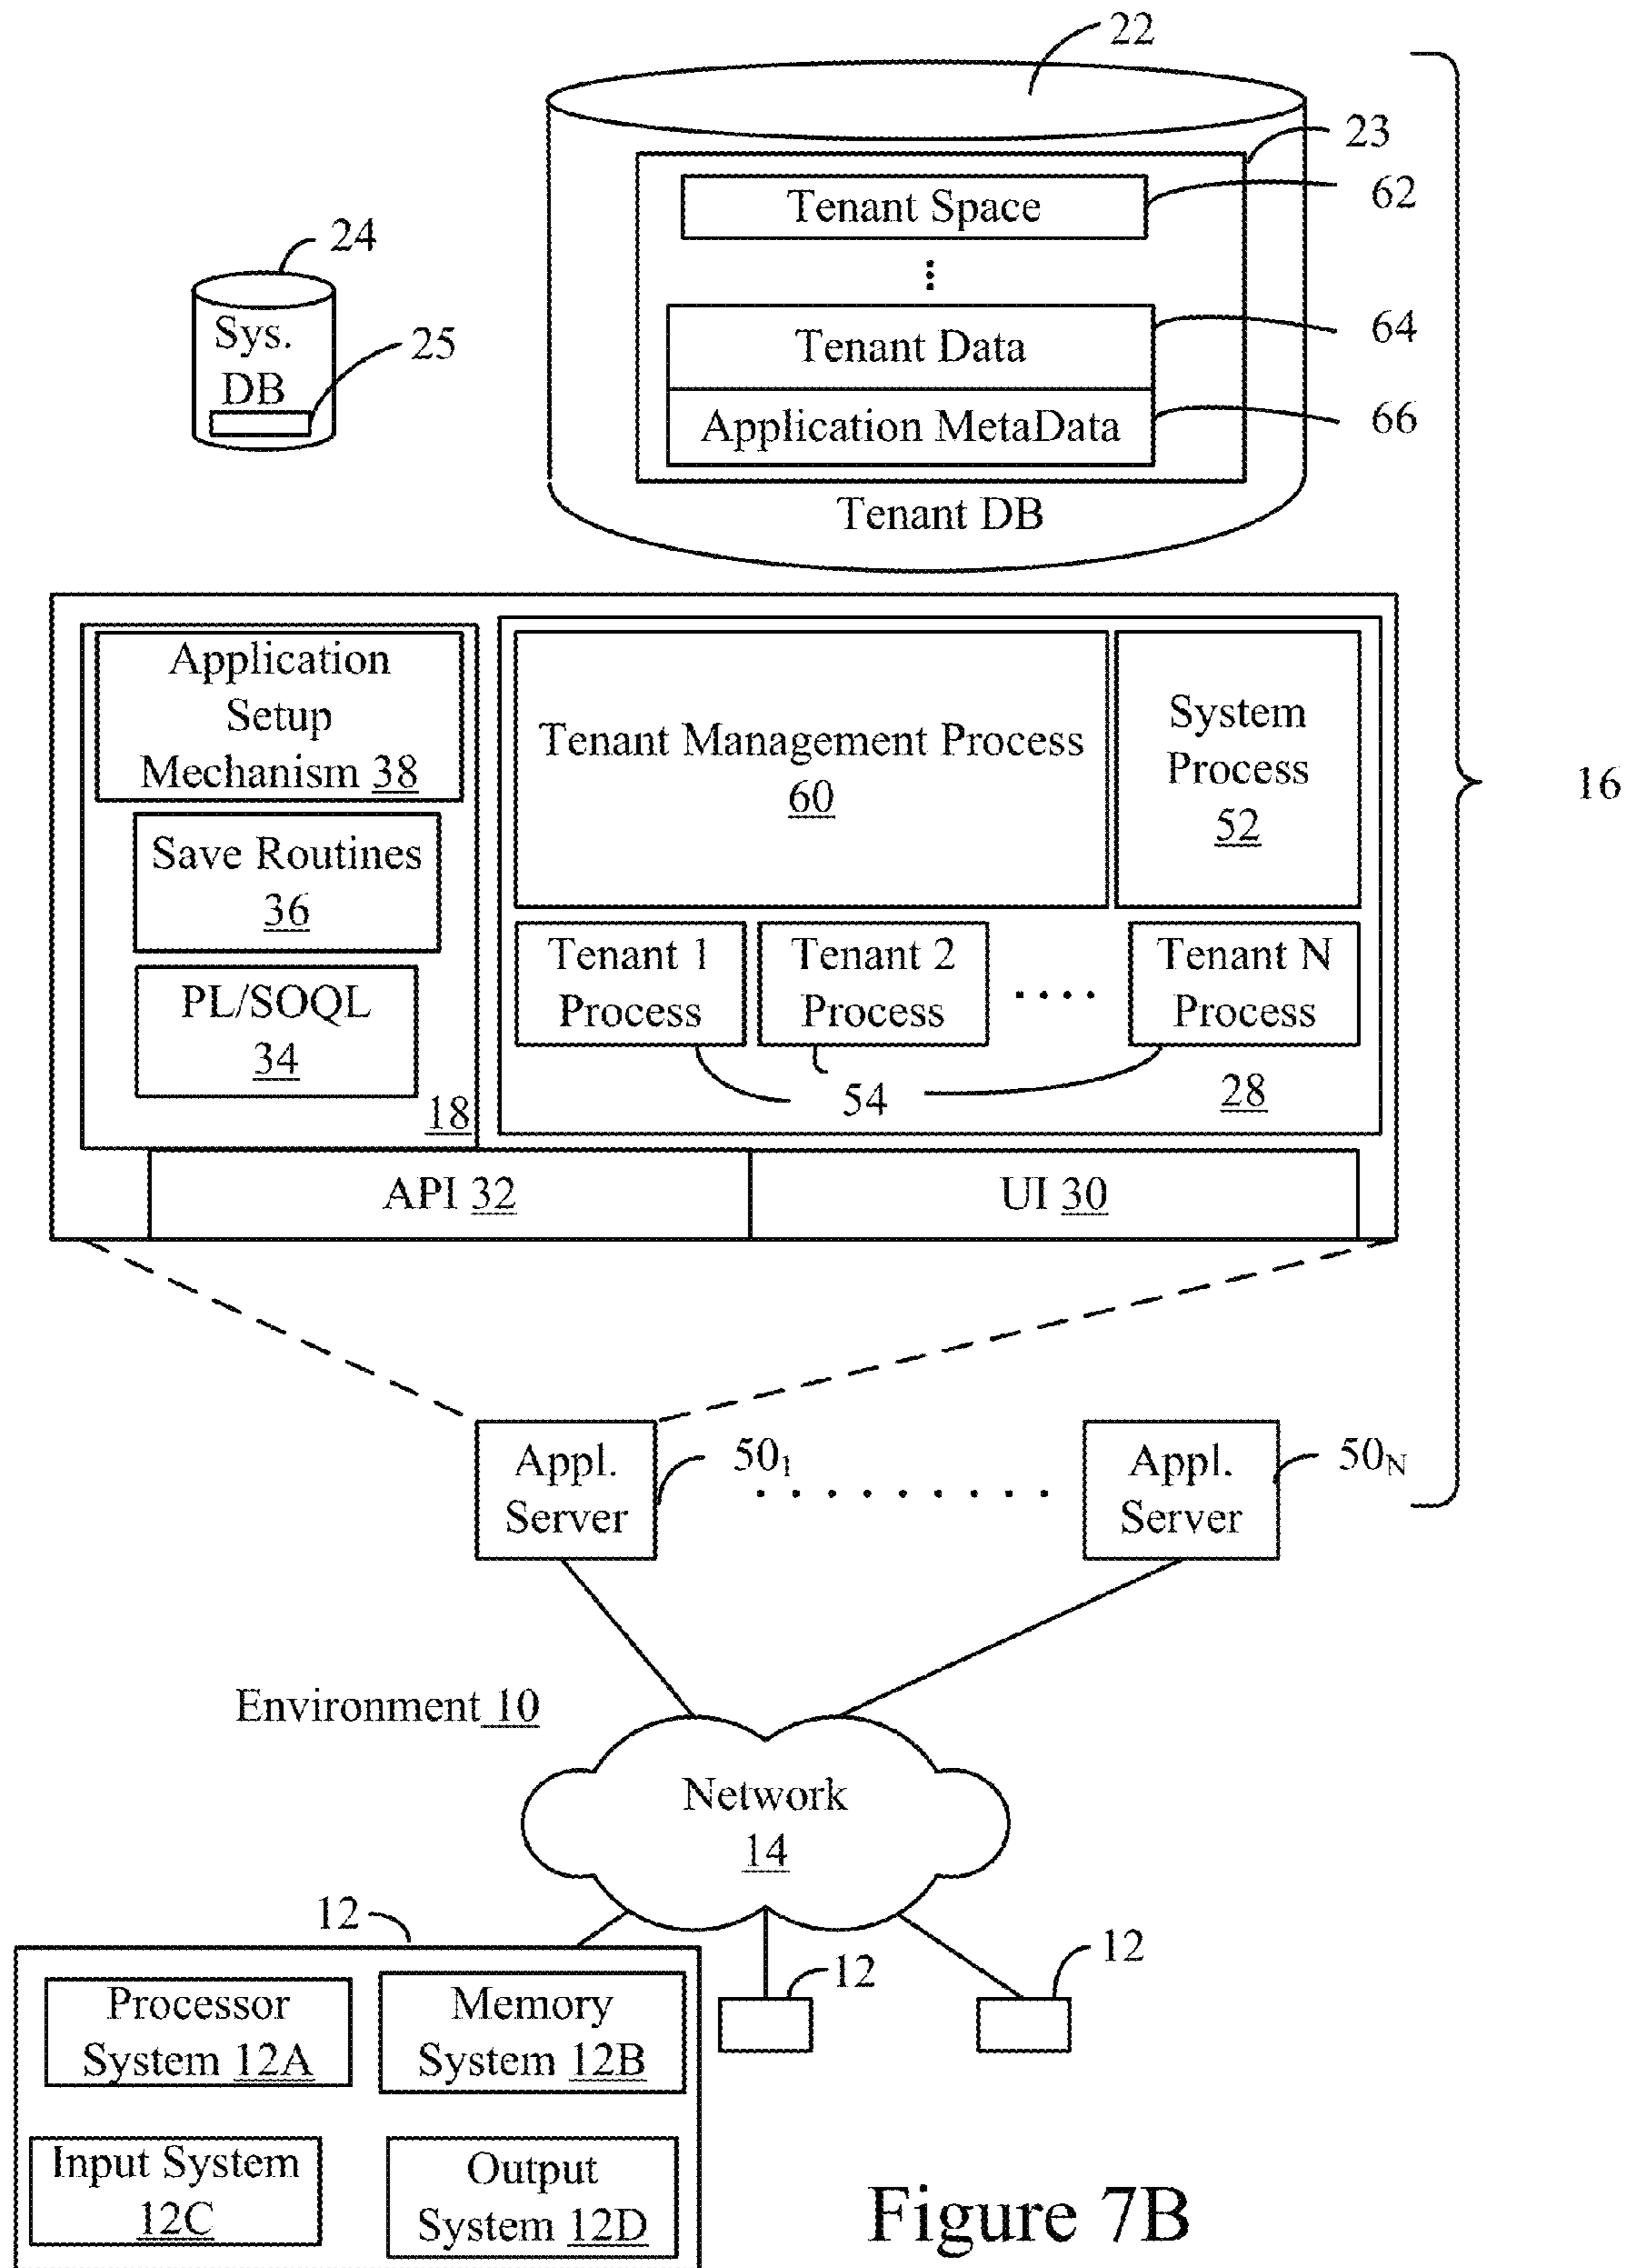 22
23
Tenant Space
62
24
Sys.
DB
25
Tenant Data
64
Application MetaData
66
Tenant DB
16
Application
Setup
Mechanism 38
Save Routines
36
PL/SOQL
34
18
Tenant Management Process
60
System
Process
52
Tenant 1
Process
Tenant 2
Process
....
Tenant N
Process
54
28
API 32
UI 30
Appl.
Server
50₁
.........
Appl.
Server
50N
Environment 10
Network
14
12
Processor
System 12A
Memory
System 12B
Input System
12C
Output
System 12D
12
12
Figure 7B